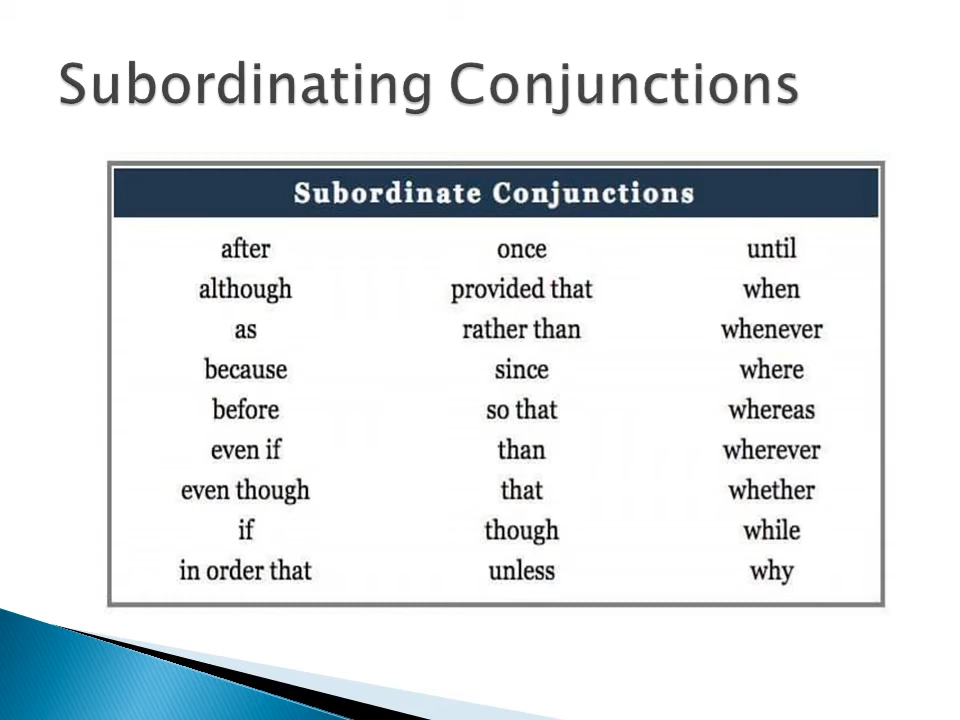 Subordinating Conjunctions
Subordinate Conjunctions
after once until
although provided that when
as rather than whenever
because since where
before so that whereas
even if than wherever
even though that whether
if though while
in order that unless why